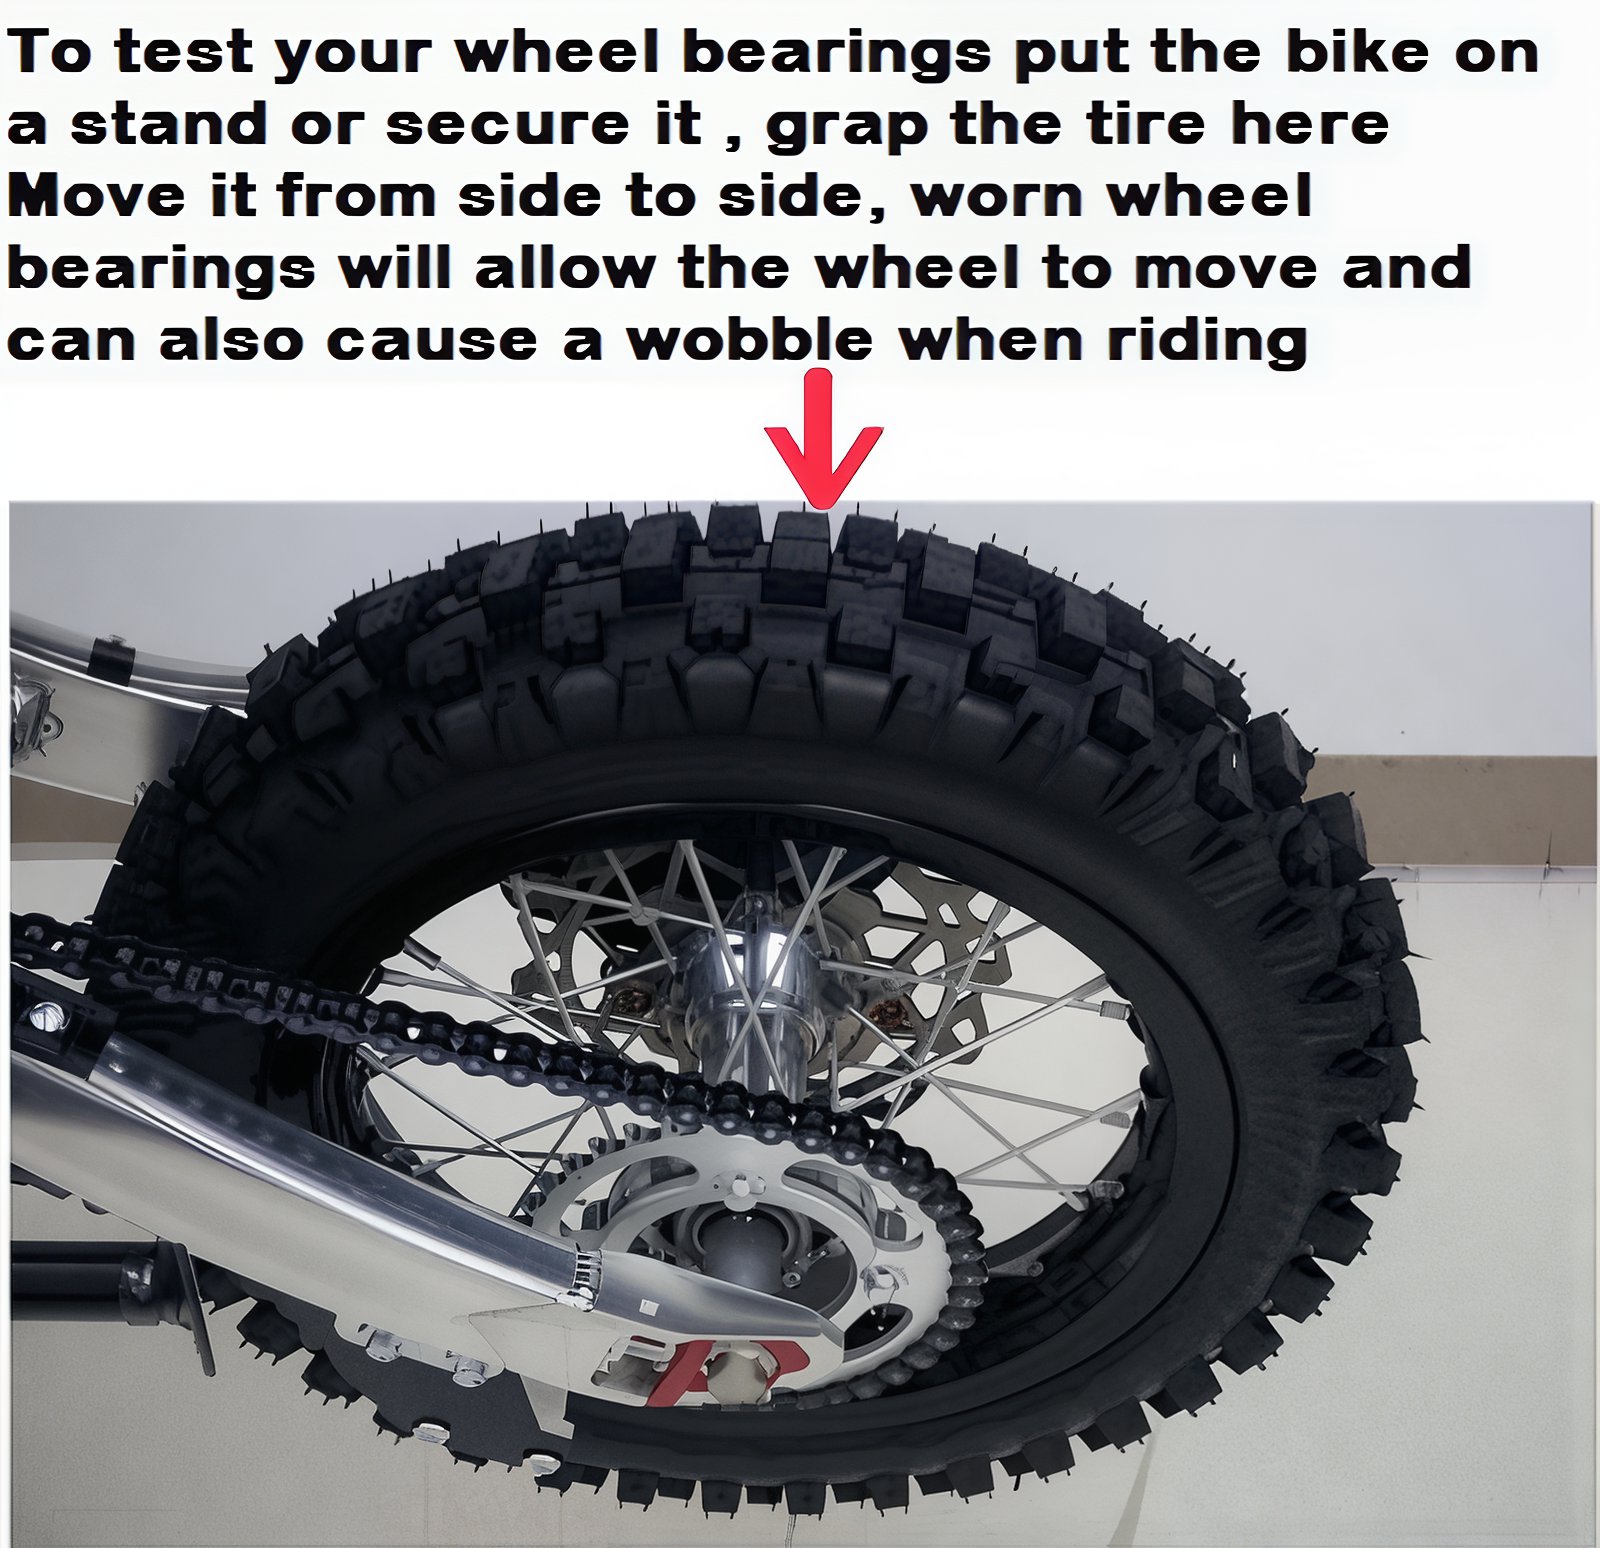 To test your wheel bearings put the bike on
a stand or secure it , grap the tire here
Move it from side to side, worn wheel
bearings will allow the wheel to move and
can also cause a wobble when riding